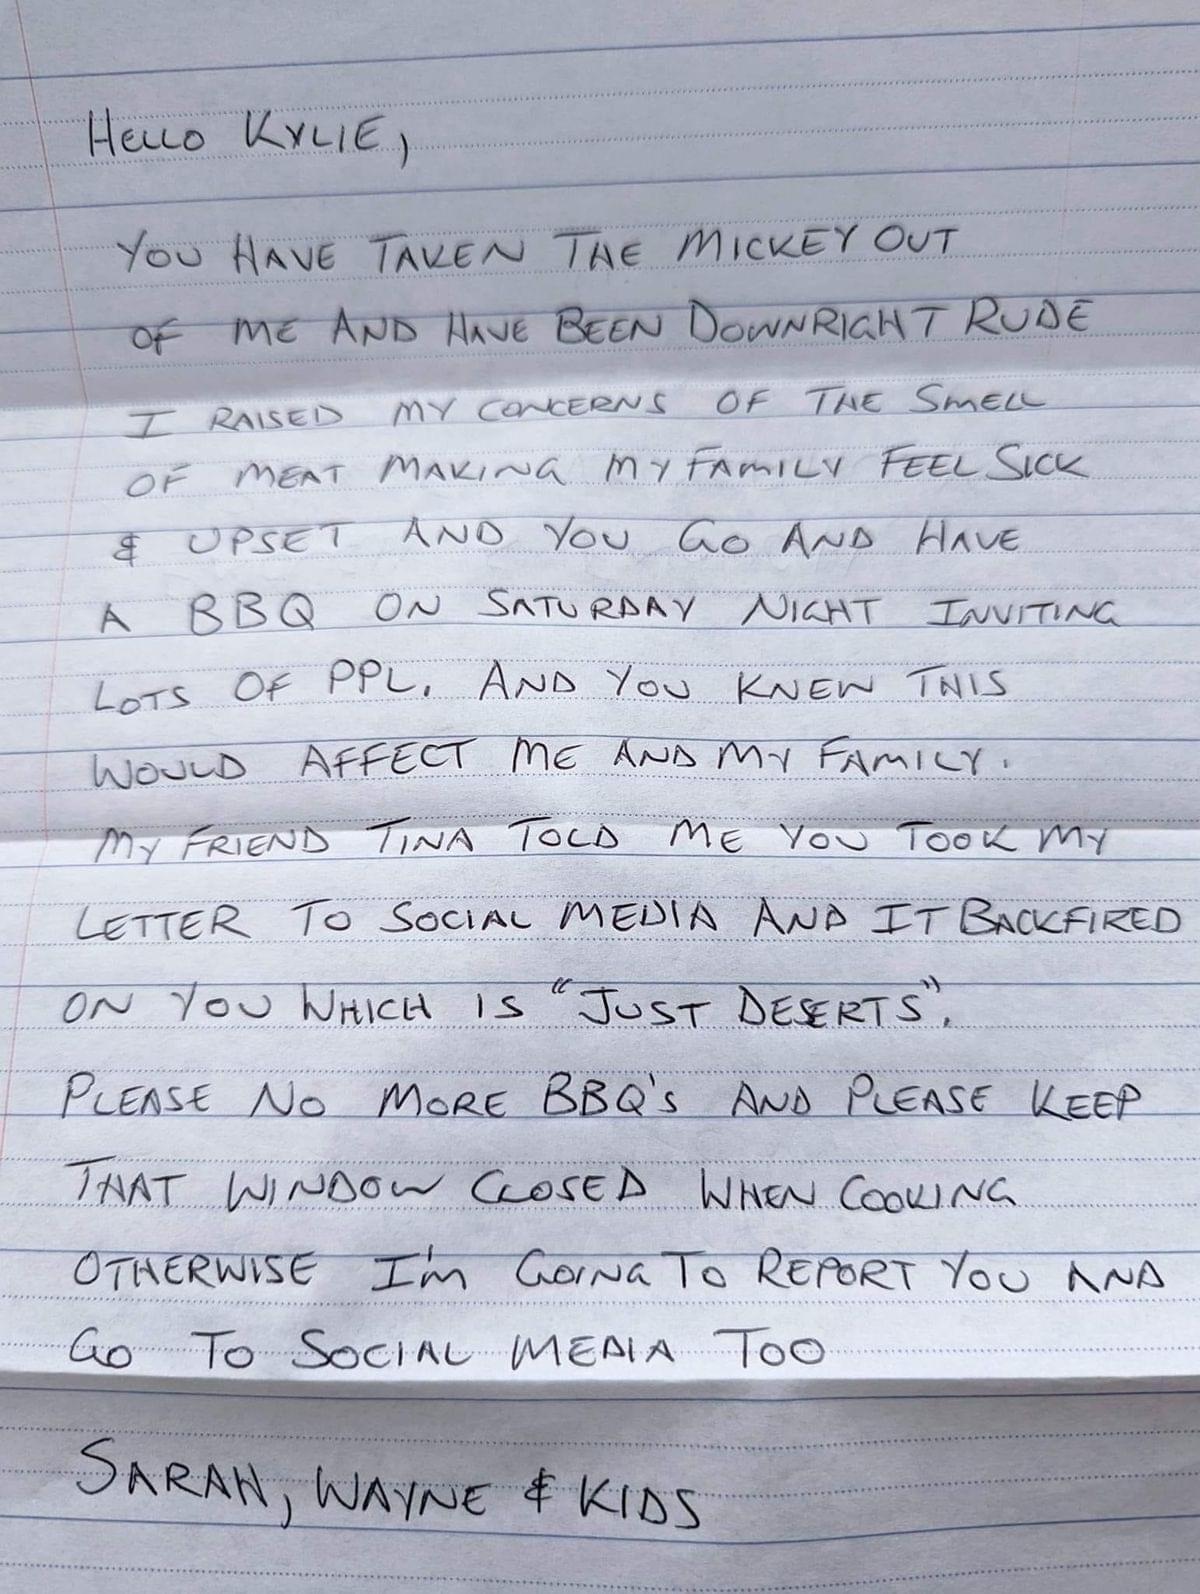 Hello Kylie,
You have taken the mickey out
of me and have been downright rude
I raised my concerns of the smell
of meat making my family feel sick
& upset and you go and have
a BBQ on Saturday night inviting
lots of ppl. And you knew this
would affect me and my family.
My friend Tina told me you took my
letter to social media and it backfired
on you which is "Just Deserts".
Please no more BBQ's and please keep
that window closed when cooking
otherwise I'm going to report you and
go to social media too
Sarah, Wayne & Kids